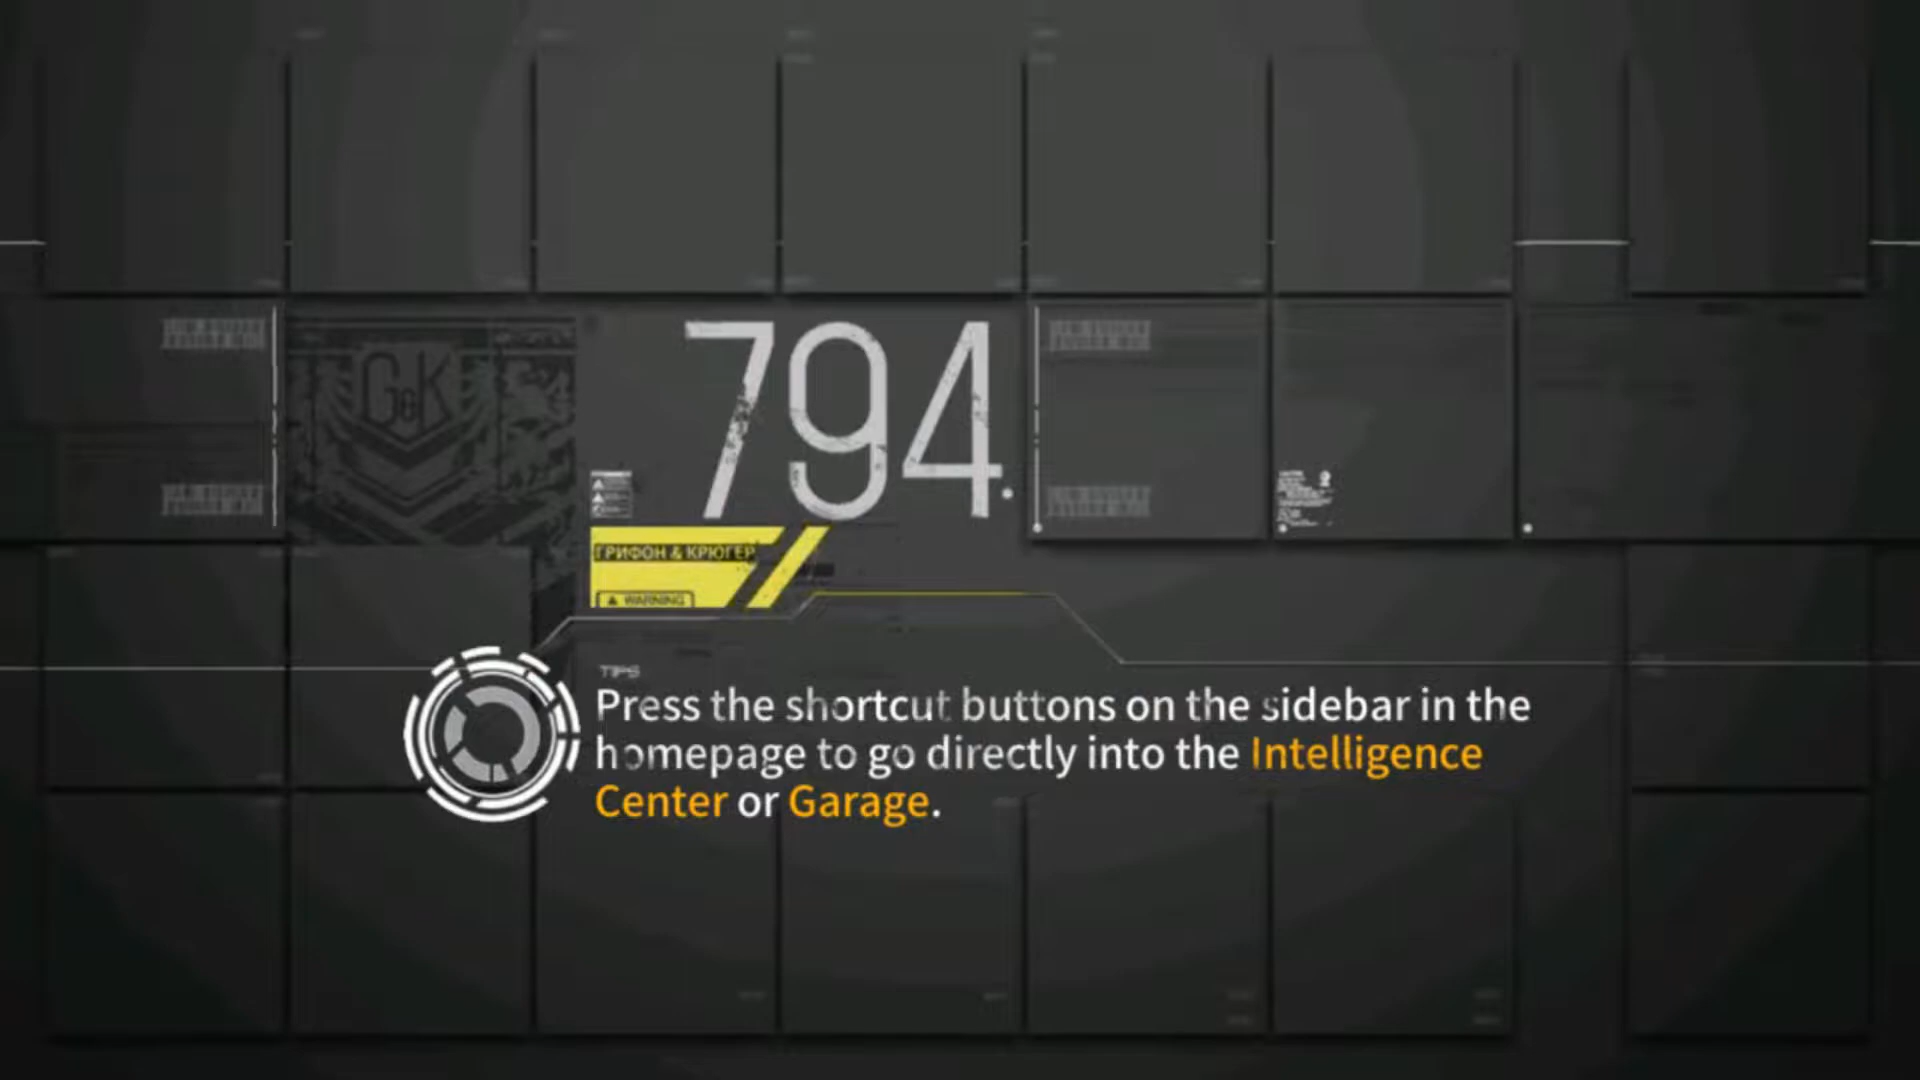 G&K
794.
ГРИФОН & КРЮГЕР
WARNING
TIPS
Press the shortcut buttons on the sidebar in the
homepage to go directly into the Intelligence
Center or Garage.